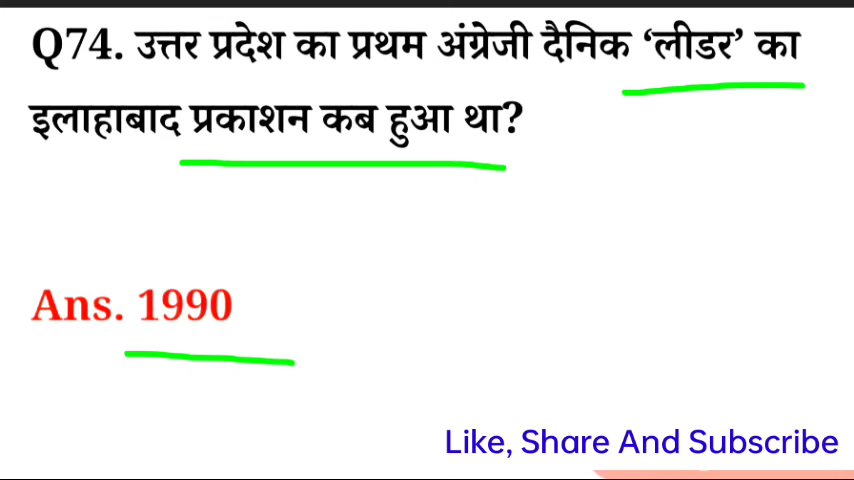 Q74. उत्तर प्रदेश का प्रथम अंग्रेजी दैनिक ‘लीडर’ का
इलाहाबाद प्रकाशन कब हुआ था?
Ans. 1990
Like, Share And Subscribe